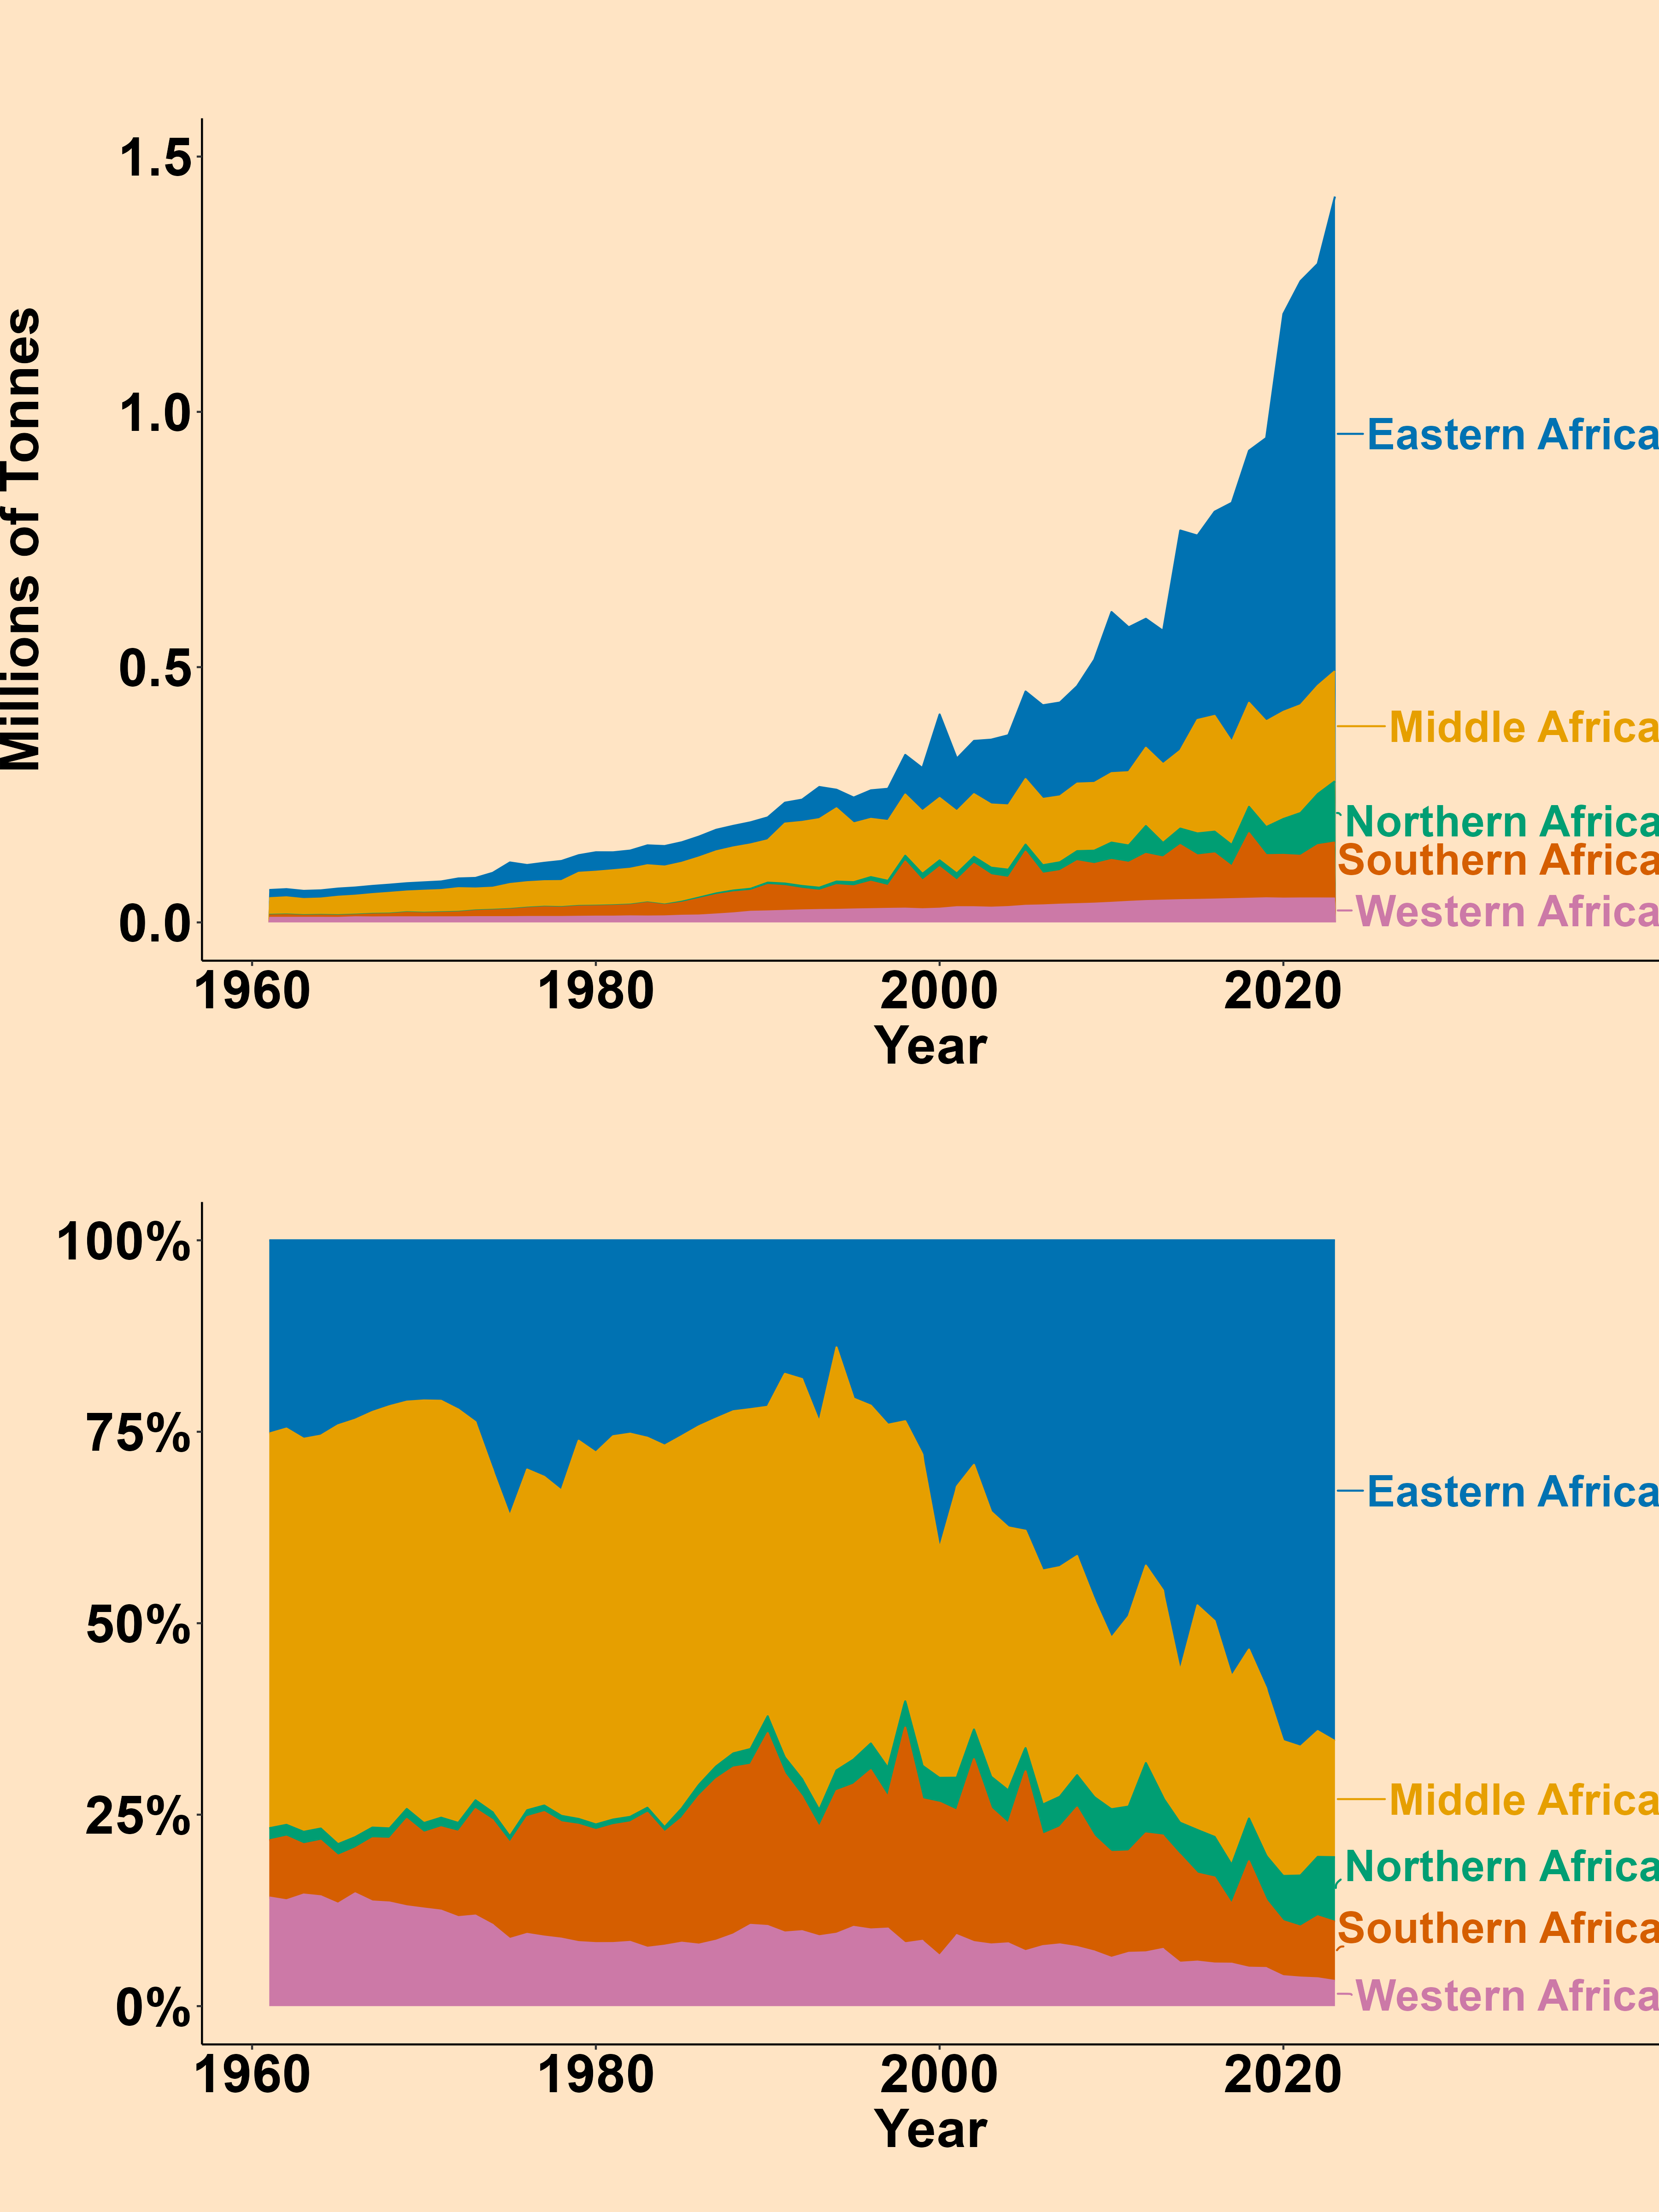 Millions of Tonnes
1.5
1.0
0.5
0.0
Eastern Africa
Middle Africa
Northern Africa
Southern Africa
Western Africa
1960 1980 2000 2020
Year
100%
75%
50%
25%
0%
Eastern Africa
Middle Africa
Northern Africa
Southern Africa
Western Africa
1960 1980 2000 2020
Year